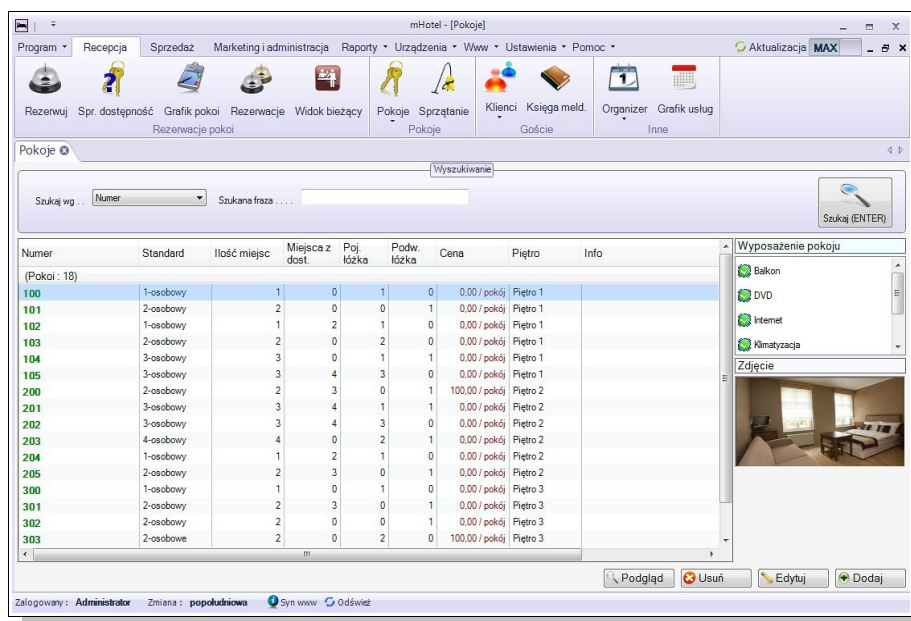 mHotel - [Pokoje]
Program Recepcja Sprzedaż Marketing i administracja Raporty Urządzenia Www Ustawienia Pomoc Aktualizacja MAX
Rezerwuj Spr. dostępność Grafik pokoi Rezerwacje Widok bieżący Pokoje Sprzątanie Klienci Księga meld. Organizer Grafik usług
Rezerwacje pokoi Pokoje Goście Inne
Pokoje
Wyszukiwanie
Szukaj wg . . Numer Szukana fraza . . . .
Szukaj (ENTER)
Numer Standard Ilość miejsc Miejsca z dost. Poj. łóżka Podw. łóżka Cena Piętro Info
(Pokoi : 18)
100 1-osobowy 1 0 1 0 0,00 / pokój Piętro 1
101 2-osobowy 2 0 0 1 0,00 / pokój Piętro 1
102 1-osobowy 1 2 1 0 0,00 / pokój Piętro 1
103 2-osobowy 2 0 2 0 0,00 / pokój Piętro 1
104 3-osobowy 3 0 1 1 0,00 / pokój Piętro 1
105 3-osobowy 3 4 3 0 0,00 / pokój Piętro 1
200 2-osobowy 2 3 0 1 100,00 / pokój Piętro 2
201 3-osobowy 3 4 1 1 0,00 / pokój Piętro 2
202 3-osobowy 3 4 3 0 0,00 / pokój Piętro 2
203 4-osobowy 4 0 2 1 0,00 / pokój Piętro 2
204 1-osobowy 1 2 1 0 0,00 / pokój Piętro 2
205 2-osobowy 2 3 0 1 0,00 / pokój Piętro 2
300 1-osobowy 1 0 1 0 0,00 / pokój Piętro 3
301 2-osobowy 2 3 0 1 0,00 / pokój Piętro 3
302 2-osobowy 2 0 0 1 0,00 / pokój Piętro 3
303 2-osobowe 2 0 2 0 100,00 / pokój Piętro 3
Wyposażenie pokoju
Balkon
DVD
Internet
Klimatyzacja
Zdjęcie
Podgląd Usuń Edytuj Dodaj
Zalogowany : Administrator Zmiana : popołudniowa Syn www Odśwież